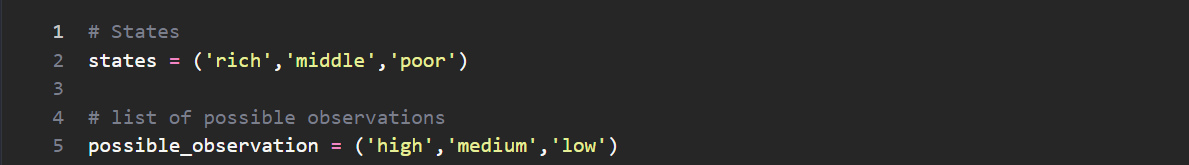 1 # States
2 states = ('rich','middle','poor')
3
4 # list of possible observations
5 possible_observation = ('high','medium','low')